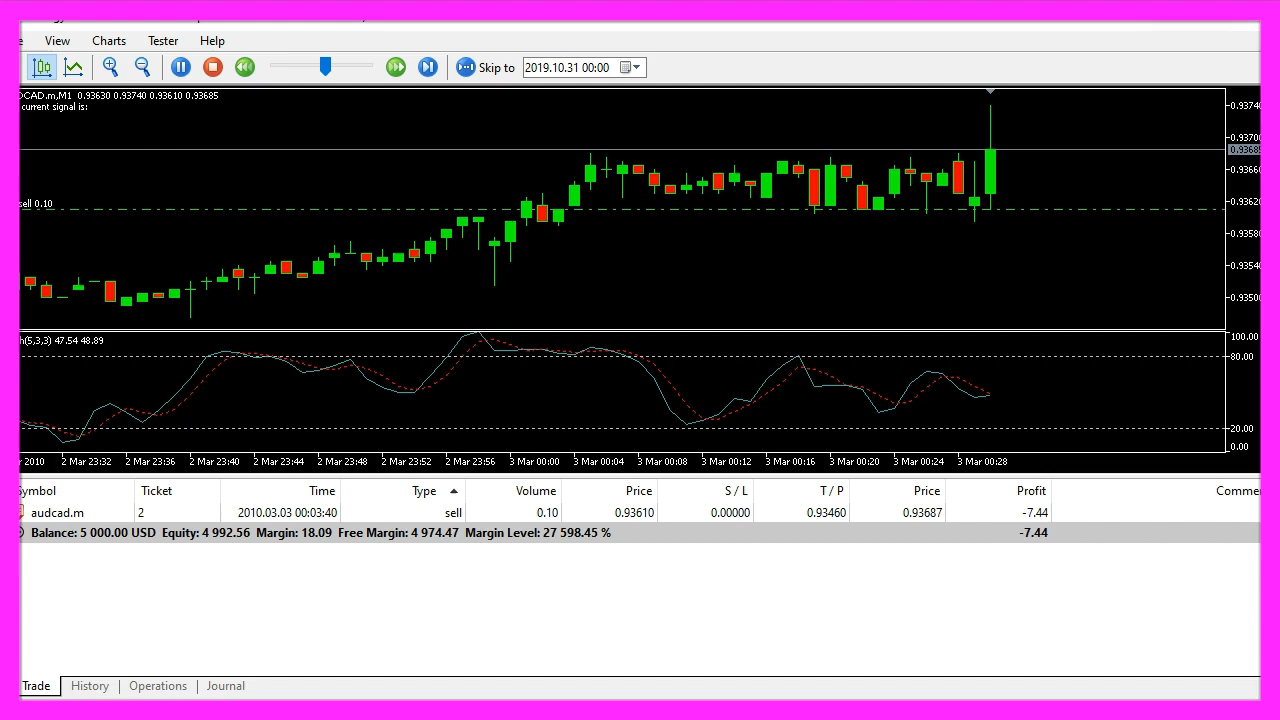 View Charts Tester Help
Skip to 2019.10.31 00:00
DCAD.m,M1 0.93630 0.93740 0.93610 0.93685
current signal is:
0.93740
0.93700
0.93685
0.93660
sell 0.10
0.93620
0.93580
0.93540
0.93500
h(5,3,3) 47.54 48.89
100.00
80.00
20.00
0.00
r 2010 2 Mar 23:32 2 Mar 23:36 2 Mar 23:40 2 Mar 23:44 2 Mar 23:48 2 Mar 23:52 2 Mar 23:56 3 Mar 00:00 3 Mar 00:04 3 Mar 00:08 3 Mar 00:12 3 Mar 00:16 3 Mar 00:20 3 Mar 00:24 3 Mar 00:28
Symbol Ticket Time Type Volume Price S / L T / P Price Profit Comme
audcad.m 2 2010.03.03 00:03:40 sell 0.10 0.93610 0.00000 0.93460 0.93687 -7.44
Balance: 5 000.00 USD Equity: 4 992.56 Margin: 18.09 Free Margin: 4 974.47 Margin Level: 27 598.45 % -7.44
Trade History Operations Journal